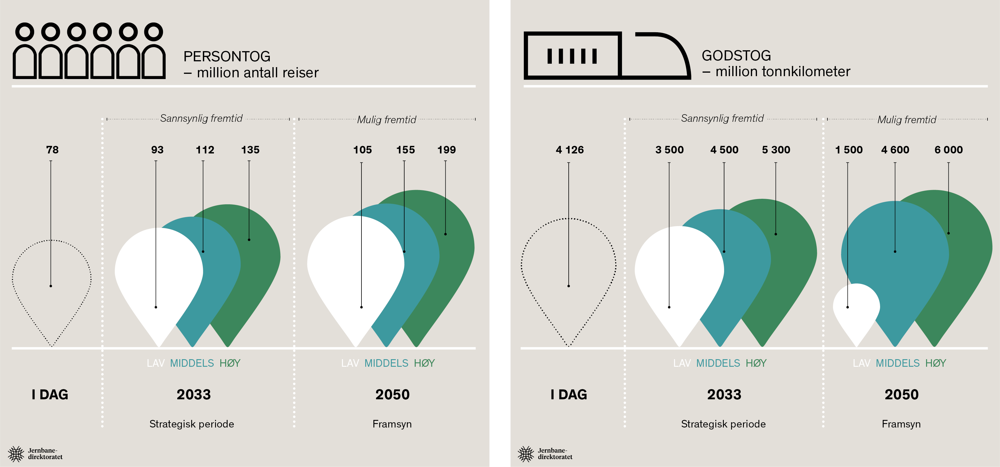 PERSONTOG
– million antall reiser
Sannsynlig fremtid
Mulig fremtid
78
93
112
135
105
155
199
LAV MIDDELS HØY
LAV MIDDELS HØY
I DAG
2033
2050
Strategisk periode
Framsyn
Jernbane-
direktoratet
GODSTOG
– million tonnkilometer
Sannsynlig fremtid
Mulig fremtid
4 126
3 500
4 500
5 300
1 500
4 600
6 000
LAV MIDDELS HØY
LAV MIDDELS HØY
I DAG
2033
2050
Strategisk periode
Framsyn
Jernbane-
direktoratet